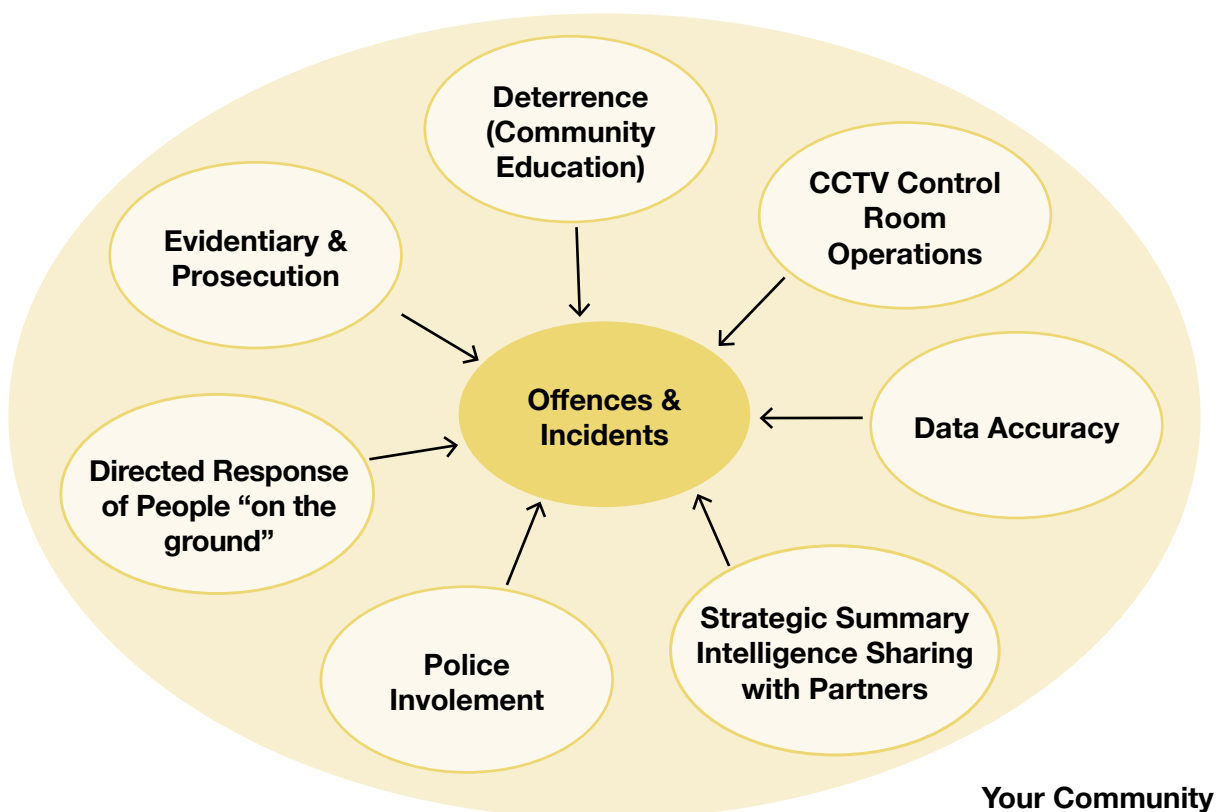 Deterrence
(Community
Education)
CCTV Control
Room
Operations
Evidentiary &
Prosecution
Offences &
Incidents
Data Accuracy
Directed Response
of People “on the
ground”
Strategic Summary
Intelligence Sharing
with Partners
Police
Involement
Your Community